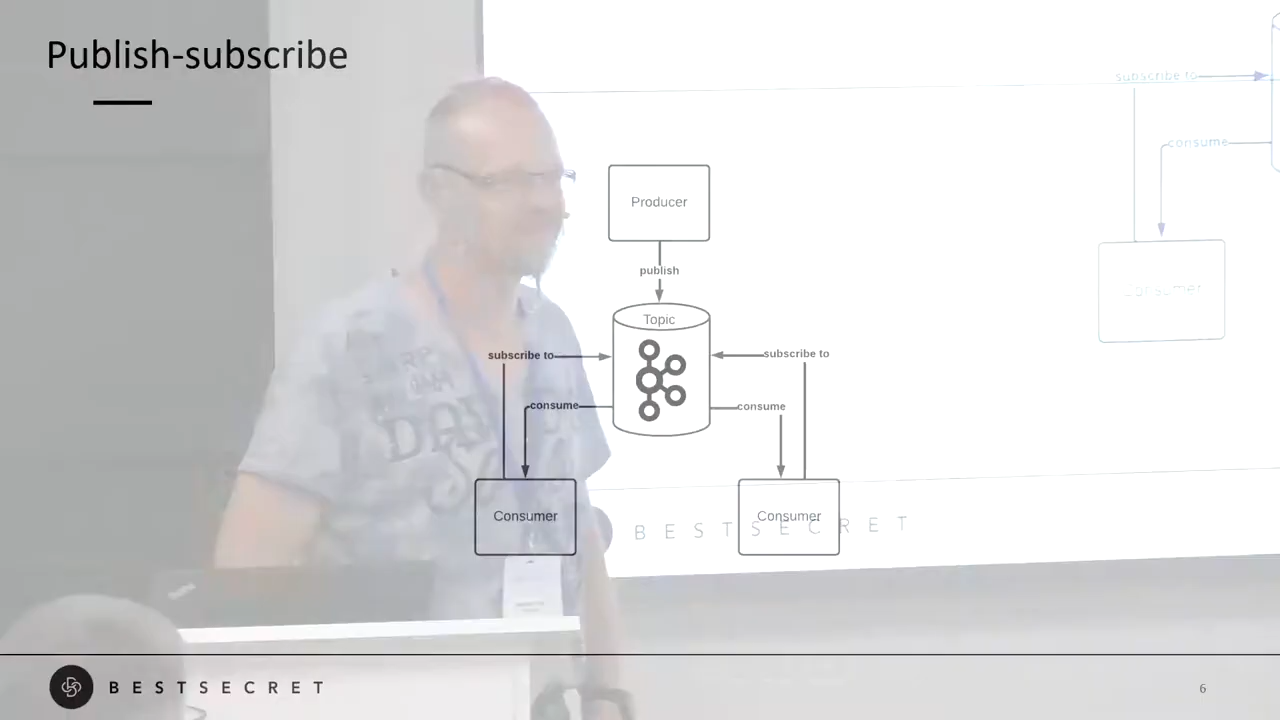 Publish-subscribe
subscribe to
consume
Producer
publish
Consumer
Topic
subscribe to
subscribe to
consume
consume
Consumer
Consumer
BESTSECRET
BESTSECRET
6